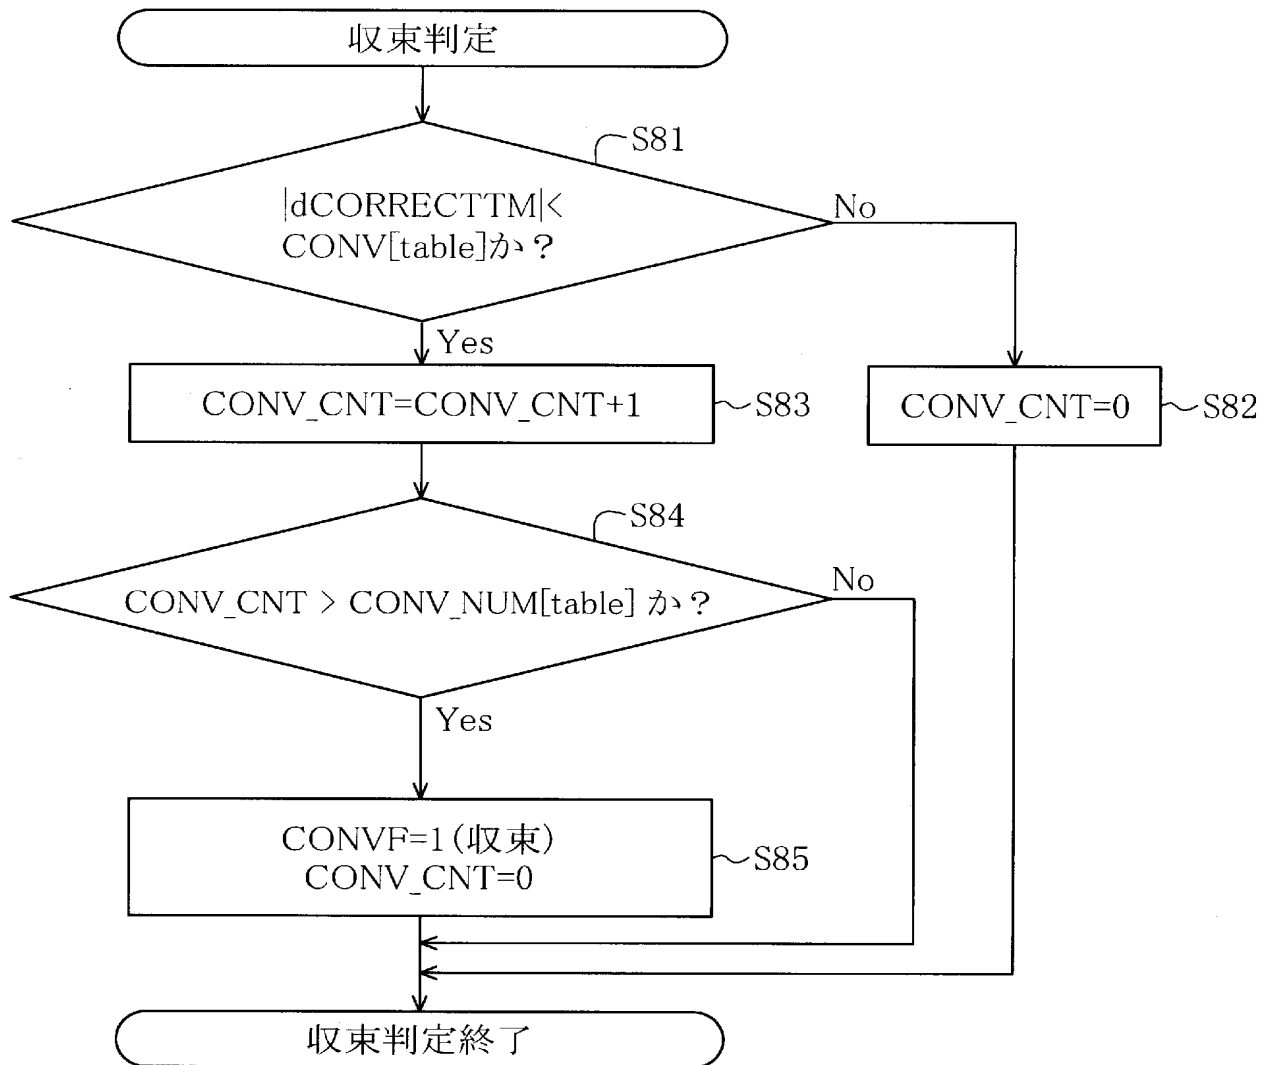 収束判定
S81
|dCORRECTTM|<
CONV[table]か？
No
Yes
CONV_CNT=CONV_CNT+1
S83
CONV_CNT=0
S82
S84
CONV_CNT > CONV_NUM[table] か？
No
Yes
CONVF=1(収束)
CONV_CNT=0
S85
収束判定終了